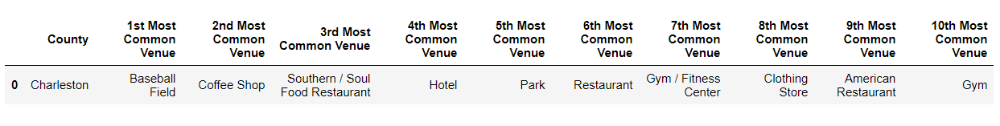 County 1st Most Common Venue 2nd Most Common Venue 3rd Most Common Venue 4th Most Common Venue 5th Most Common Venue 6th Most Common Venue 7th Most Common Venue 8th Most Common Venue 9th Most Common Venue 10th Most Common Venue
0 Charleston Baseball Field Coffee Shop Southern / Soul Food Restaurant Hotel Park Restaurant Gym / Fitness Center Clothing Store American Restaurant Gym